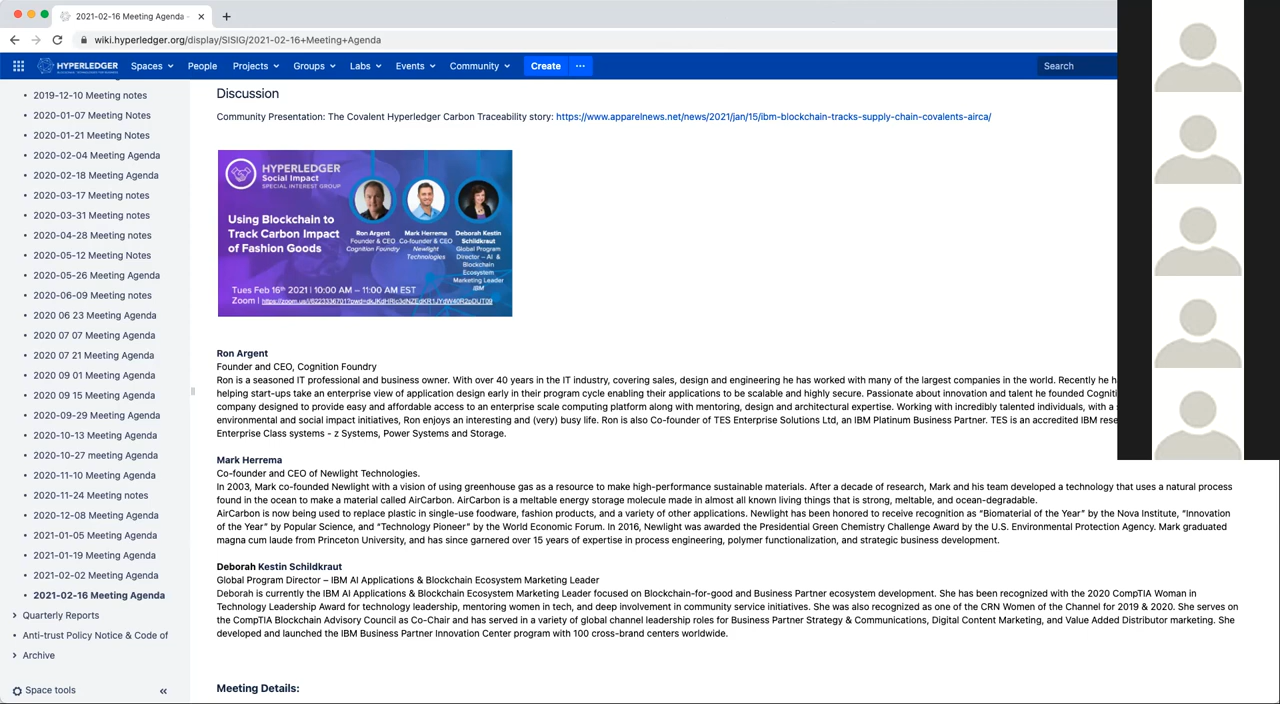 2021-02-16 Meeting Agenda -
wiki.hyperledger.org/display/SISIG/2021-02-16+Meeting+Agenda
HYPERLEDGER
Spaces
People
Projects
Groups
Labs
Events
Community
Create
Search
2019-12-10 Meeting notes
2020-01-07 Meeting Notes
2020-01-21 Meeting Notes
2020-02-04 Meeting Agenda
2020-02-18 Meeting Agenda
2020-03-17 Meeting notes
2020-03-31 Meeting notes
2020-04-28 Meeting notes
2020-05-12 Meeting Notes
2020-05-26 Meeting Agenda
2020-06-09 Meeting notes
2020 06 23 Meeting Agenda
2020 07 07 Meeting Agenda
2020 07 21 Meeting Agenda
2020 09 01 Meeting Agenda
2020 09 15 Meeting Agenda
2020-09-29 Meeting Agenda
2020-10-13 Meeting Agenda
2020-10-27 meeting Agenda
2020-11-10 Meeting Agenda
2020-11-24 Meeting notes
2020-12-08 Meeting Agenda
2021-01-05 Meeting Agenda
2021-01-19 Meeting Agenda
2021-02-02 Meeting Agenda
2021-02-16 Meeting Agenda
Quarterly Reports
Anti-trust Policy Notice & Code of
Archive
Space tools
Discussion
Community Presentation: The Covalent Hyperledger Carbon Traceability story: https://www.apparelnews.net/news/2021/jan/15/ibm-blockchain-tracks-supply-chain-covalents-airca/
HYPERLEDGER
Social Impact
SPECIAL INTEREST GROUP
Using Blockchain to
Track Carbon Impact
of Fashion Goods
Ron Argent
Founder & CEO
Cognition Foundry
Mark Herrema
Co-founder & CEO
Newlight
Technologies
Deborah Kestin
Schildkraut
Global Program
Director – AI &
Blockchain
Ecosystem
Marketing Leader
IBM
Tues Feb 16th 2021 | 10:00 AM – 11:00 AM EST
Zoom |
Ron Argent
Founder and CEO, Cognition Foundry
Ron is a seasoned IT professional and business owner. With over 40 years in the IT industry, covering sales, design and engineering he has worked with many of the largest companies in the world. Recently he h
helping start-ups take an enterprise view of application design early in their program cycle enabling their applications to be scalable and highly secure. Passionate about innovation and talent he founded Cogniti
company designed to provide easy and affordable access to an enterprise scale computing platform along with mentoring, design and architectural expertise. Working with incredibly talented individuals, with a s
environmental and social impact initiatives, Ron enjoys an interesting and (very) busy life. Ron is also Co-founder of TES Enterprise Solutions Ltd, an IBM Platinum Business Partner. TES is an accredited IBM rese
Enterprise Class systems - z Systems, Power Systems and Storage.
Mark Herrema
Co-founder and CEO of Newlight Technologies.
In 2003, Mark co-founded Newlight with a vision of using greenhouse gas as a resource to make high-performance sustainable materials. After a decade of research, Mark and his team developed a technology that uses a natural process
found in the ocean to make a material called AirCarbon. AirCarbon is a meltable energy storage molecule made in almost all known living things that is strong, meltable, and ocean-degradable.
AirCarbon is now being used to replace plastic in single-use foodware, fashion products, and a variety of other applications. Newlight has been honored to receive recognition as “Biomaterial of the Year” by the Nova Institute, “Innovation
of the Year” by Popular Science, and “Technology Pioneer” by the World Economic Forum. In 2016, Newlight was awarded the Presidential Green Chemistry Challenge Award by the U.S. Environmental Protection Agency. Mark graduated
magna cum laude from Princeton University, and has since garnered over 15 years of expertise in process engineering, polymer functionalization, and strategic business development.
Deborah Kestin Schildkraut
Global Program Director – IBM AI Applications & Blockchain Ecosystem Marketing Leader
Deborah is currently the IBM AI Applications & Blockchain Ecosystem Marketing Leader focused on Blockchain-for-good and Business Partner ecosystem development. She has been recognized with the 2020 CompTIA Woman in
Technology Leadership Award for technology leadership, mentoring women in tech, and deep involvement in community service initiatives. She was also recognized as one of the CRN Women of the Channel for 2019 & 2020. She serves on
the CompTIA Blockchain Advisory Council as Co-Chair and has served in a variety of global channel leadership roles for Business Partner Strategy & Communications, Digital Content Marketing, and Value Added Distributor marketing. She
developed and launched the IBM Business Partner Innovation Center program with 100 cross-brand centers worldwide.
Meeting Details: